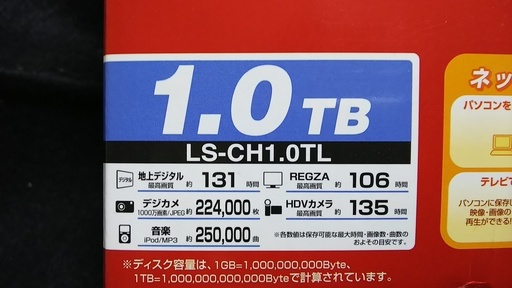 1.0 TB
LS-CH1.0TL
デジタル 地上デジタル 最高画質 約 131 時間
REGZA 最高画質 約 106 時間
デジカメ 1000万画素/JPEG 約 224,000 枚
HDVカメラ 最高画質 約 135 時間
音楽 iPod/MP3 約 250,000 曲
※各数値は保存可能な最大時間・画像数・曲数の
おおよその目安です。
※ディスク容量は、1GB=1,000,000,000Byte、
1TB=1,000,000,000,000Byteで計算されています。
ネッ
パソコンを
テレビで
パソコンに保存し
映像・画像の
再生ができる!